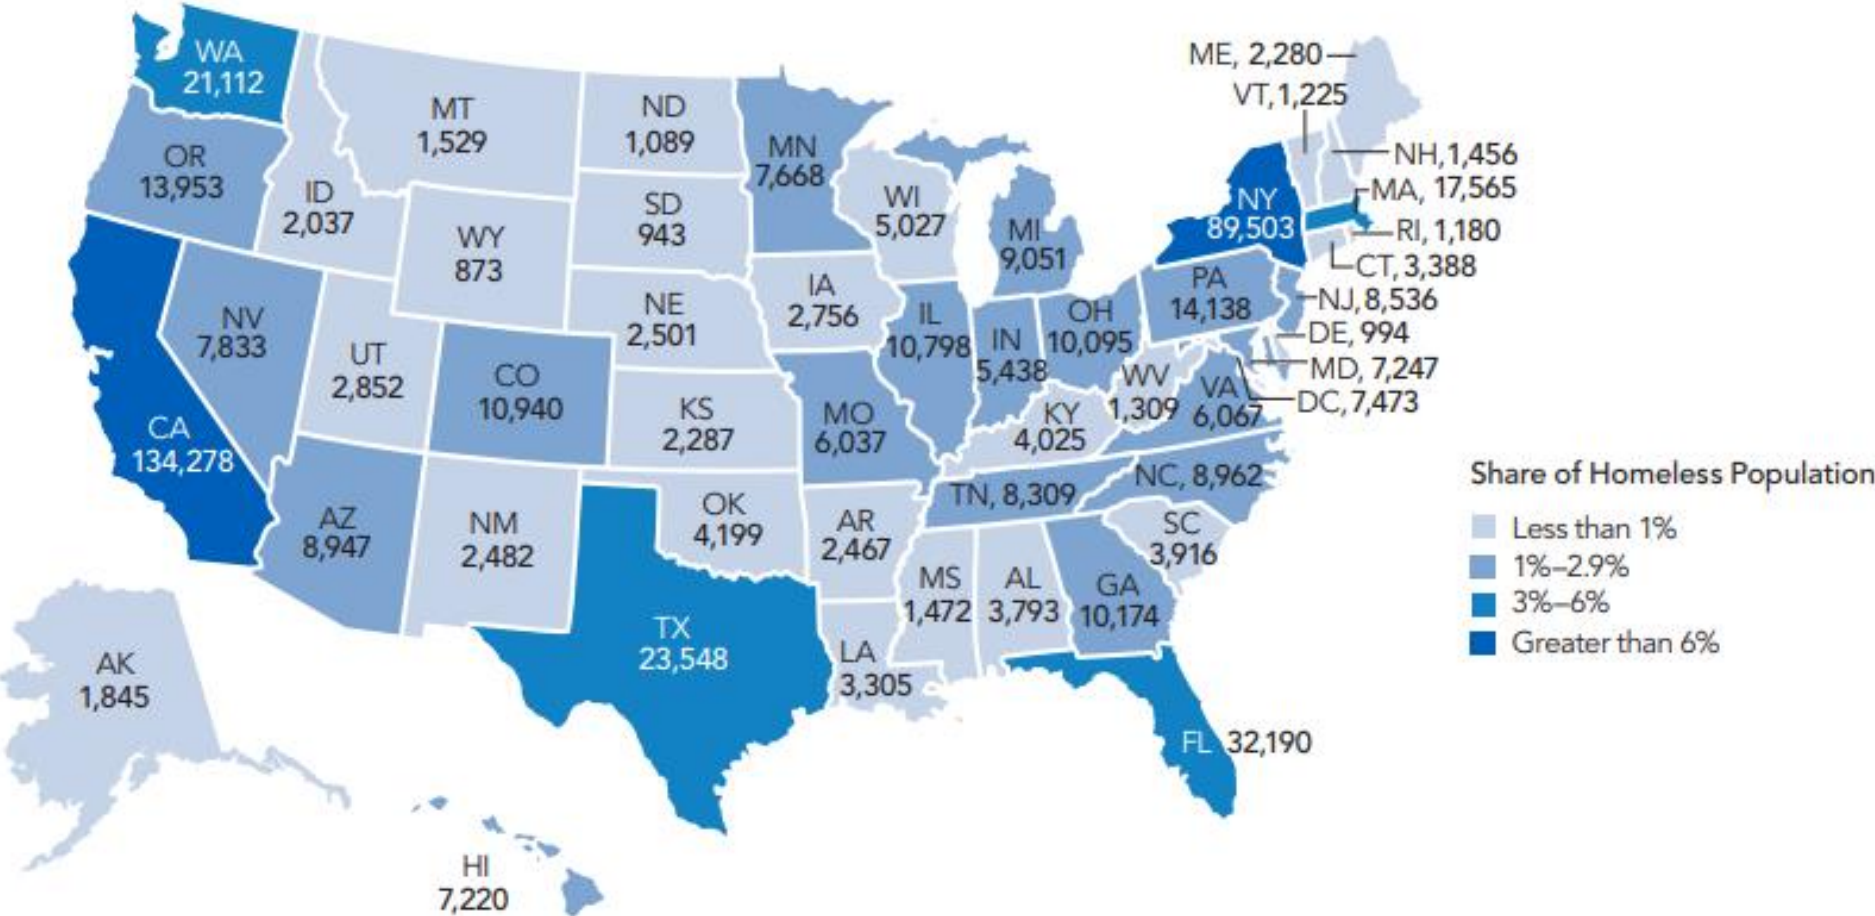 WA
21,112
OR
13,953
CA
134,278
NV
7,833
ID
2,037
MT
1,529
WY
873
UT
2,852
AZ
8,947
CO
10,940
NM
2,482
ND
1,089
SD
943
NE
2,501
KS
2,287
OK
4,199
TX
23,548
MN
7,668
IA
2,756
MO
6,037
AR
2,467
LA
3,305
WI
5,027
IL
10,798
MI
9,051
IN
5,438
OH
10,095
KY
4,025
TN, 8,309
MS
1,472
AL
3,793
GA
10,174
FL 32,190
SC
3,916
NC, 8,962
VA
6,067
WV
1,309
PA
14,138
NY
89,503
ME, 2,280
VT, 1,225
NH, 1,456
MA, 17,565
RI, 1,180
CT, 3,388
NJ, 8,536
DE, 994
MD, 7,247
DC, 7,473
AK
1,845
HI
7,220
Share of Homeless Population
Less than 1%
1%–2.9%
3%–6%
Greater than 6%